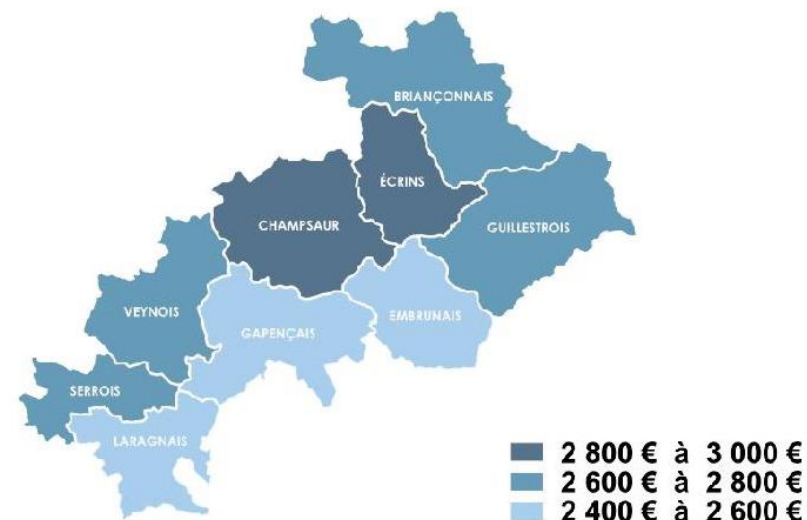 BRIANÇONNAIS
ÉCRINS
CHAMPSAUR
GUILLESTROIS
VEYNOIS
EMBRUNAIS
GAPENÇAIS
SERROIS
LARAGNAIS
2 800 € à 3 000 €
2 600 € à 2 800 €
2 400 € à 2 600 €